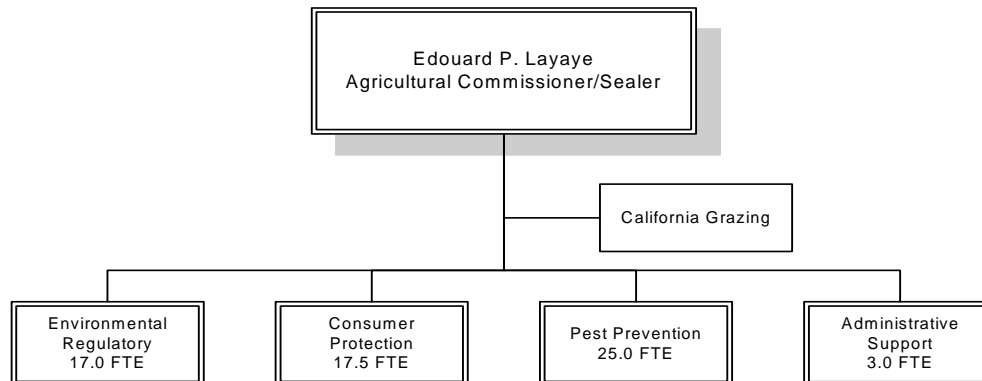 Edouard P. Layaye
Agricultural Commissioner/Sealer
California Grazing
Environmental
Regulatory
17.0 FTE
Consumer
Protection
17.5 FTE
Pest Prevention
25.0 FTE
Administrative
Support
3.0 FTE